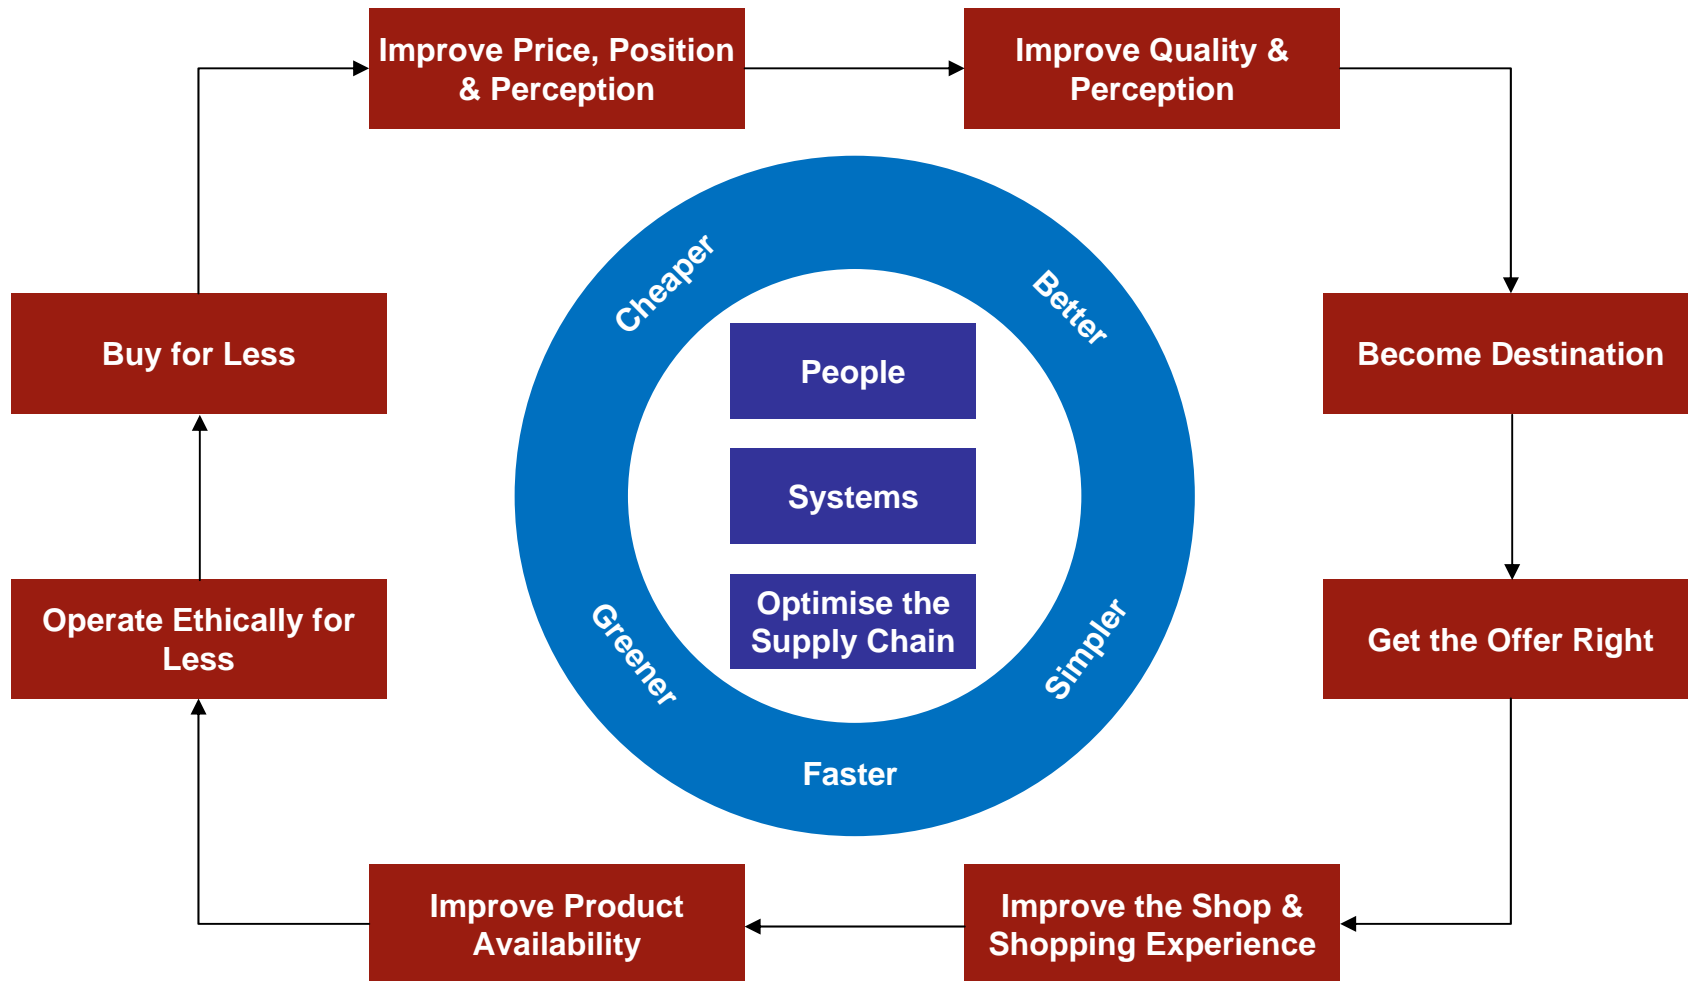 Improve Price, Position
& Perception
Improve Quality &
Perception
Cheaper
Better
Buy for Less
People
Become Destination
Systems
Operate Ethically for
Less
Greener
Optimise the
Supply Chain
Simpler
Get the Offer Right
Faster
Improve Product
Availability
Improve the Shop &
Shopping Experience